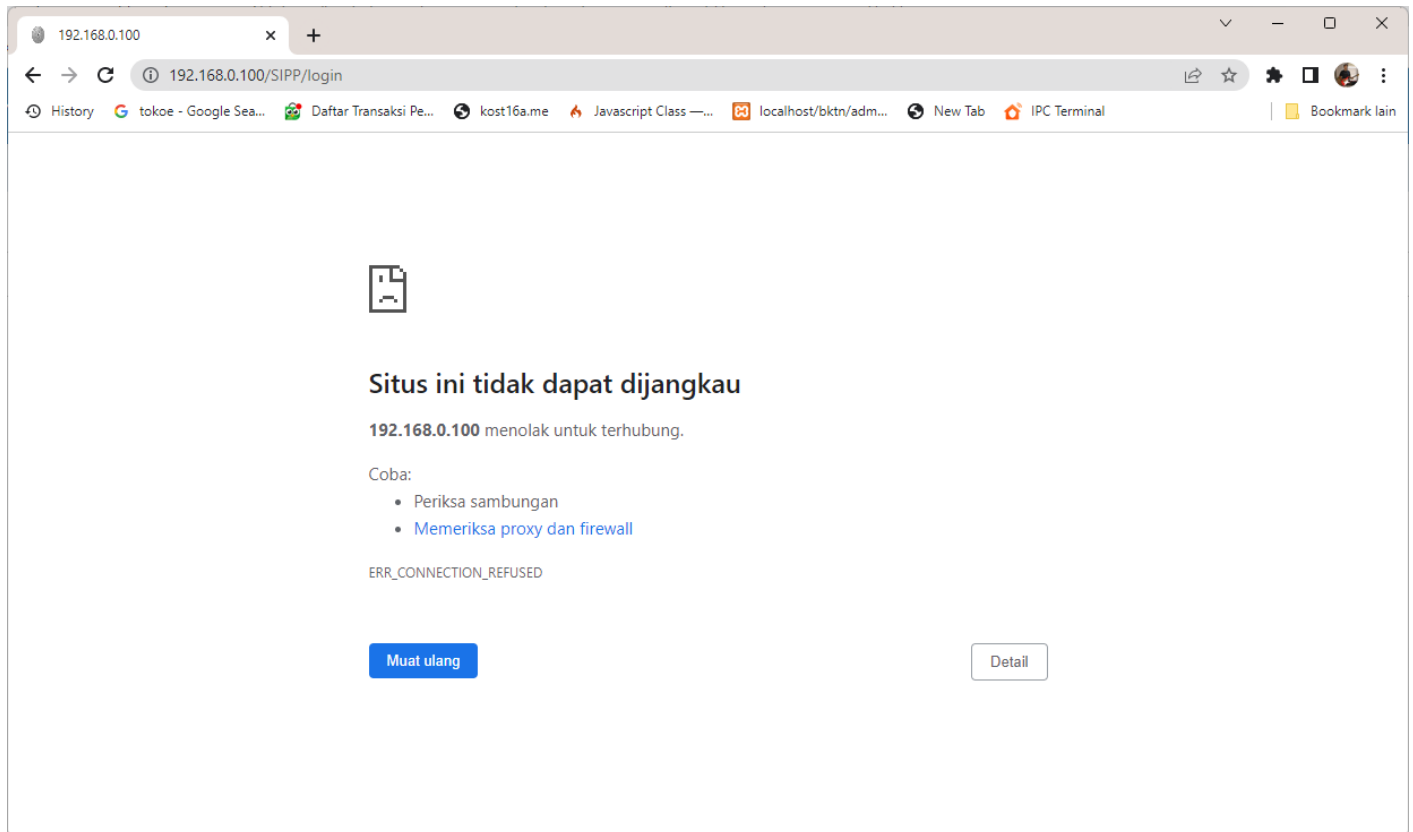 192.168.0.100
192.168.0.100/SIPP/login
History tokoe - Google Sea... Daftar Transaksi Pe... kost16a.me Javascript Class —... localhost/bktn/adm... New Tab IPC Terminal Bookmark lain
Situs ini tidak dapat dijangkau
192.168.0.100 menolak untuk terhubung.
Coba:
Periksa sambungan
Memeriksa proxy dan firewall
ERR_CONNECTION_REFUSED
Muat ulang Detail